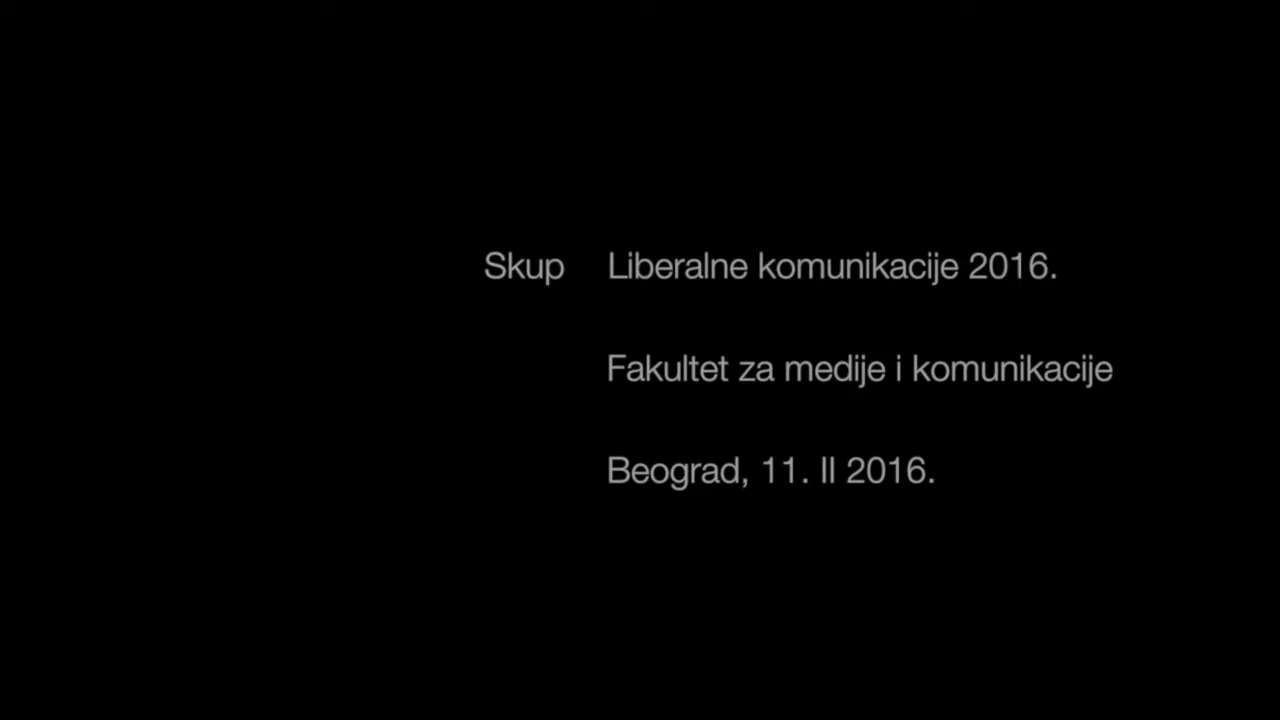 Skup Liberalne komunikacije 2016.
Fakultet za medije i komunikacije
Beograd, 11. II 2016.